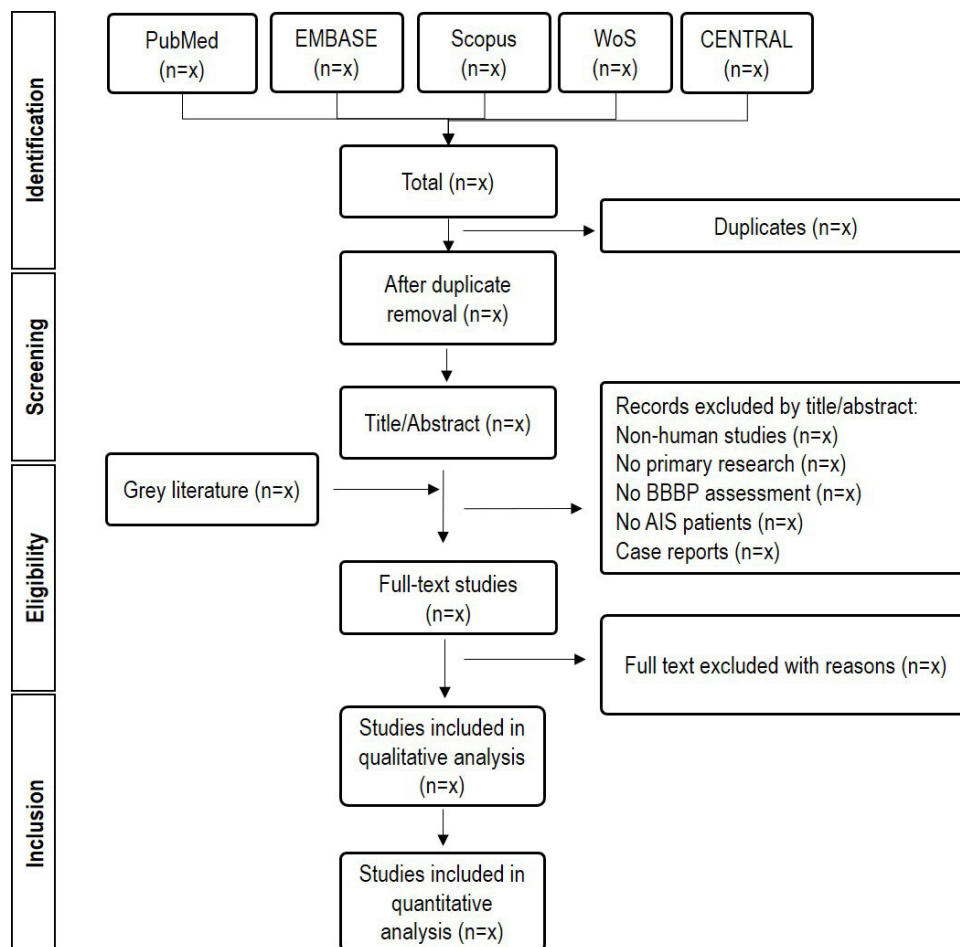 PubMed
(n=x)
EMBASE
(n=x)
Scopus
(n=x)
WoS
(n=x)
CENTRAL
(n=x)
Identification
Total (n=x)
Duplicates (n=x)
After duplicate
removal (n=x)
Screening
Title/Abstract (n=x)
Records excluded by title/abstract:
Non-human studies (n=x)
No primary research (n=x)
No BBBP assessment (n=x)
No AIS patients (n=x)
Case reports (n=x)
Grey literature (n=x)
Eligibility
Full-text studies
(n=x)
Full text excluded with reasons (n=x)
Studies included in
qualitative analysis
(n=x)
Inclusion
Studies included in
quantitative
analysis (n=x)